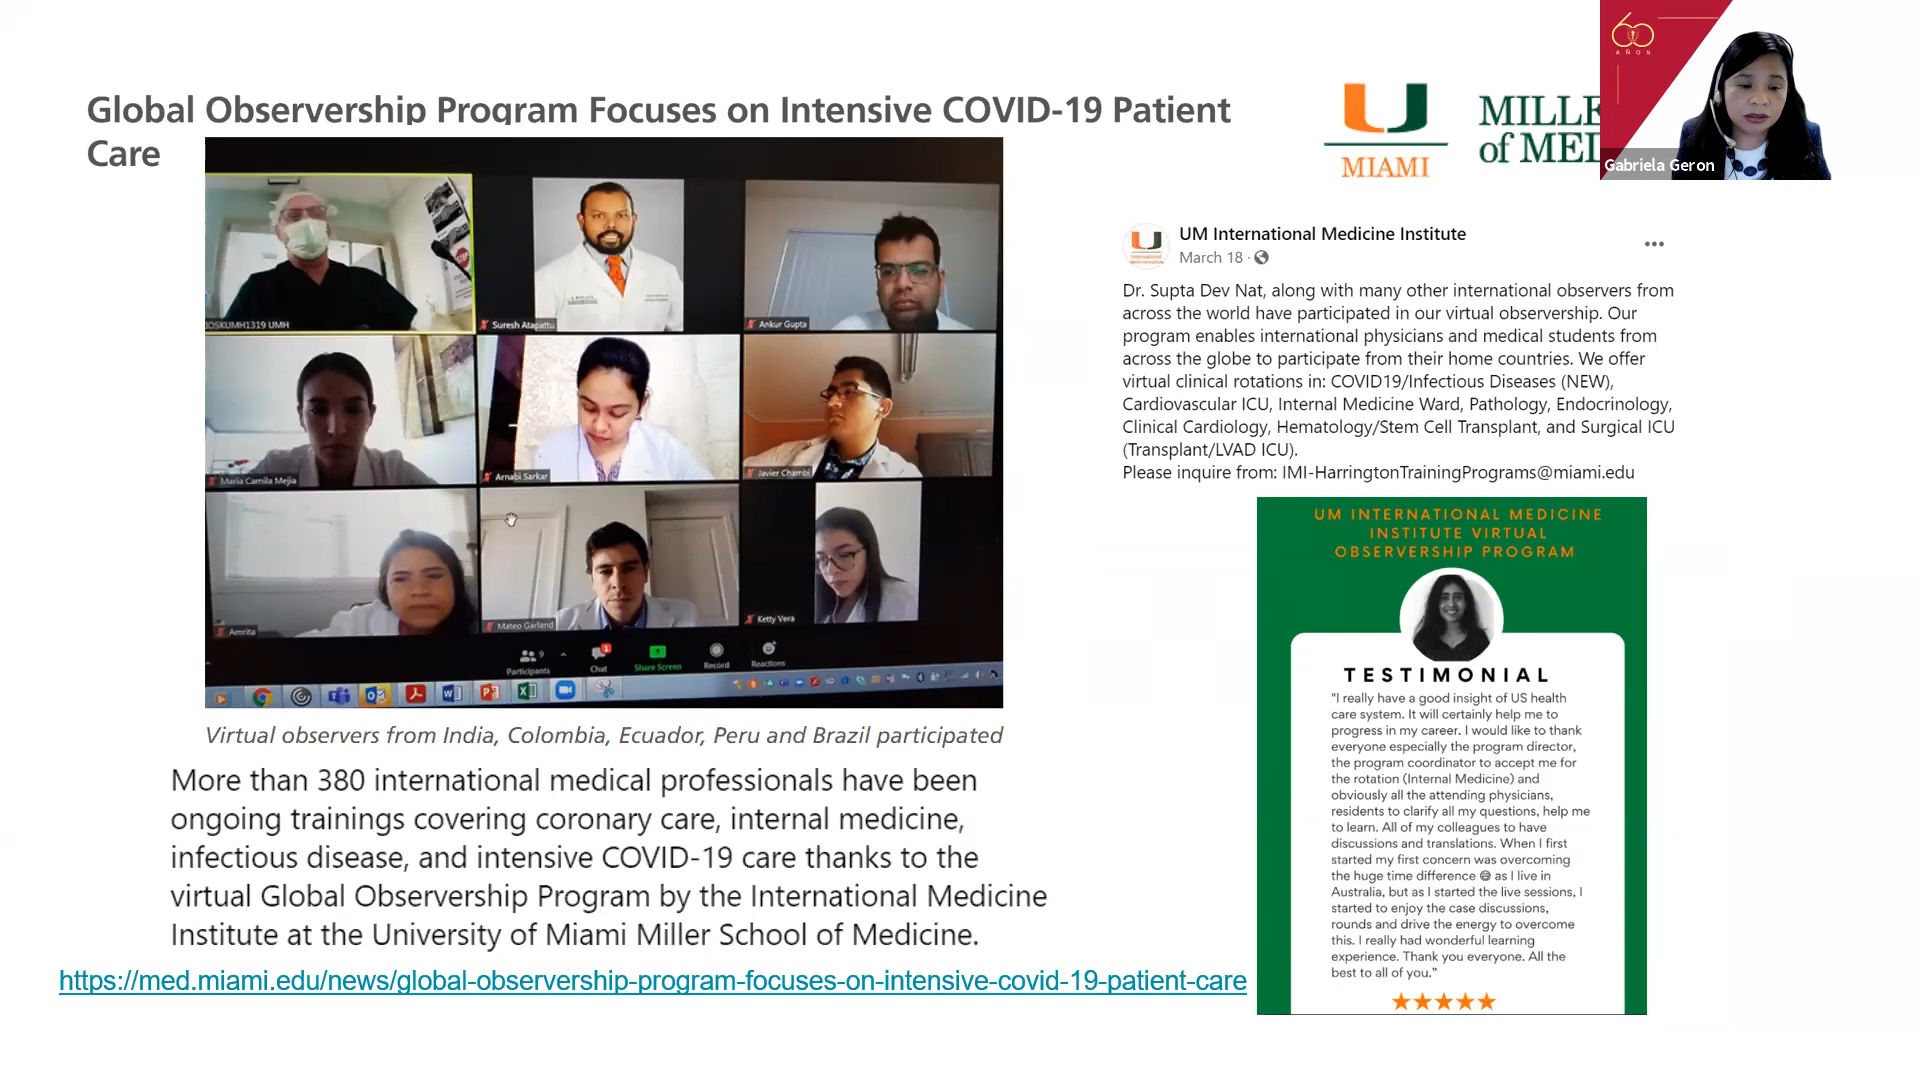 Global Observership Program Focuses on Intensive COVID-19 Patient
Care
U
MIAMI
MILLE
of MED
60
AÑOS
Gabriela Geron
IOSKUMH1319 UMH
Suresh Atapattu
Ankur Gupta
Maria Camila Mejia
Arnabi Sarkar
Javier Chambi
Amrita
Mateo Garland
Ketty Vera
9
1
Participants
Chat
Share Screen
Record
Reactions
Virtual observers from India, Colombia, Ecuador, Peru and Brazil participated
More than 380 international medical professionals have been
ongoing trainings covering coronary care, internal medicine,
infectious disease, and intensive COVID-19 care thanks to the
virtual Global Observership Program by the International Medicine
Institute at the University of Miami Miller School of Medicine.
https://med.miami.edu/news/global-observership-program-focuses-on-intensive-covid-19-patient-care
UM International Medicine Institute
March 18 ·
Dr. Supta Dev Nat, along with many other international observers from
across the world have participated in our virtual observership. Our
program enables international physicians and medical students from
across the globe to participate from their home countries. We offer
virtual clinical rotations in: COVID19/Infectious Diseases (NEW),
Cardiovascular ICU, Internal Medicine Ward, Pathology, Endocrinology,
Clinical Cardiology, Hematology/Stem Cell Transplant, and Surgical ICU
(Transplant/LVAD ICU).
Please inquire from: IMI-HarringtonTrainingPrograms@miami.edu
UM INTERNATIONAL MEDICINE
INSTITUTE VIRTUAL
OBSERVERSHIP PROGRAM
TESTIMONIAL
"I really have a good insight of US health
care system. It will certainly help me to
progress in my career. I would like to thank
everyone especially the program director,
the program coordinator to accept me for
the rotation (Internal Medicine) and
obviously all the attending physicians,
residents to clarify all my questions, help me
to learn. All of my colleagues to have
discussions and translations. When I first
started my first concern was overcoming
the huge time difference 😅 as I live in
Australia, but as I started the live sessions, I
started to enjoy the case discussions,
rounds and drive the energy to overcome
this. I really had wonderful learning
experience. Thank you everyone. All the
best to all of you."